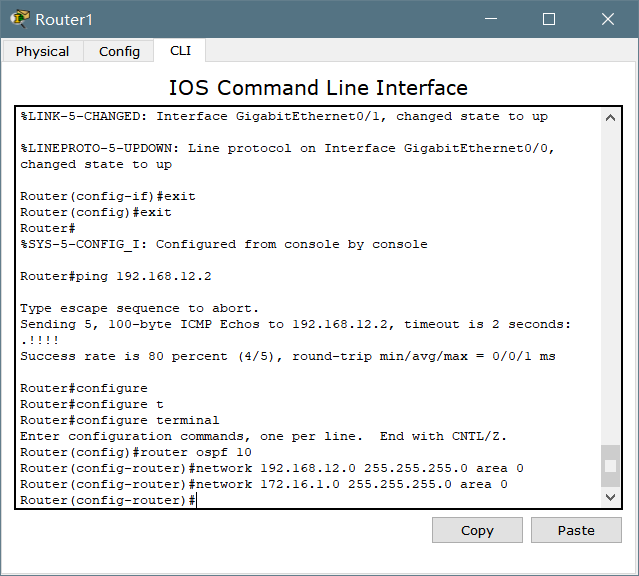 Router1
Physical Config CLI
IOS Command Line Interface
%LINK-5-CHANGED: Interface GigabitEthernet0/1, changed state to up
%LINEPROTO-5-UPDOWN: Line protocol on Interface GigabitEthernet0/0,
changed state to up
Router(config-if)#exit
Router(config)#exit
Router#
%SYS-5-CONFIG_I: Configured from console by console
Router#ping 192.168.12.2
Type escape sequence to abort.
Sending 5, 100-byte ICMP Echos to 192.168.12.2, timeout is 2 seconds:
.!!!!
Success rate is 80 percent (4/5), round-trip min/avg/max = 0/0/1 ms
Router#configure
Router#configure t
Router#configure terminal
Enter configuration commands, one per line.  End with CNTL/Z.
Router(config)#router ospf 10
Router(config-router)#network 192.168.12.0 255.255.255.0 area 0
Router(config-router)#network 172.16.1.0 255.255.255.0 area 0
Router(config-router)#
Copy Paste